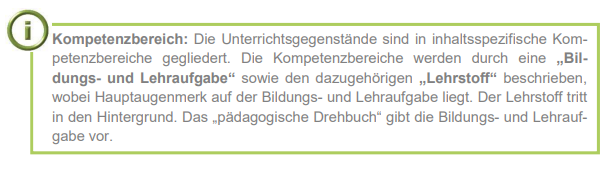 i
Kompetenzbereich: Die Unterrichtsgegenstände sind in inhaltsspezifische Kom-
petenzbereiche gegliedert. Die Kompetenzbereiche werden durch eine „Bil-
dungs- und Lehraufgabe“ sowie den dazugehörigen „Lehrstoff“ beschrieben,
wobei Hauptaugenmerk auf der Bildungs- und Lehraufgabe liegt. Der Lehrstoff tritt
in den Hintergrund. Das „pädagogische Drehbuch“ gibt die Bildungs- und Lehrauf-
gabe vor.